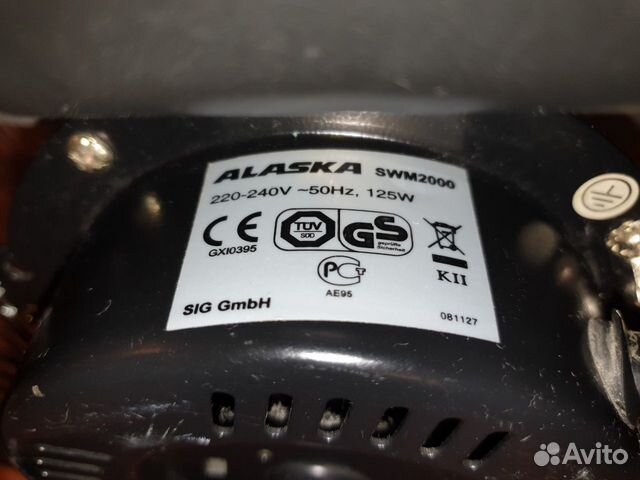 ALASKA SWM2000
220-240V ~50Hz, 125W
CE
GXI0395
TÜV
SÜD
GS
geprüfte
Sicherheit
PCT
AE95
KII
SIG GmbH
081127
Avito